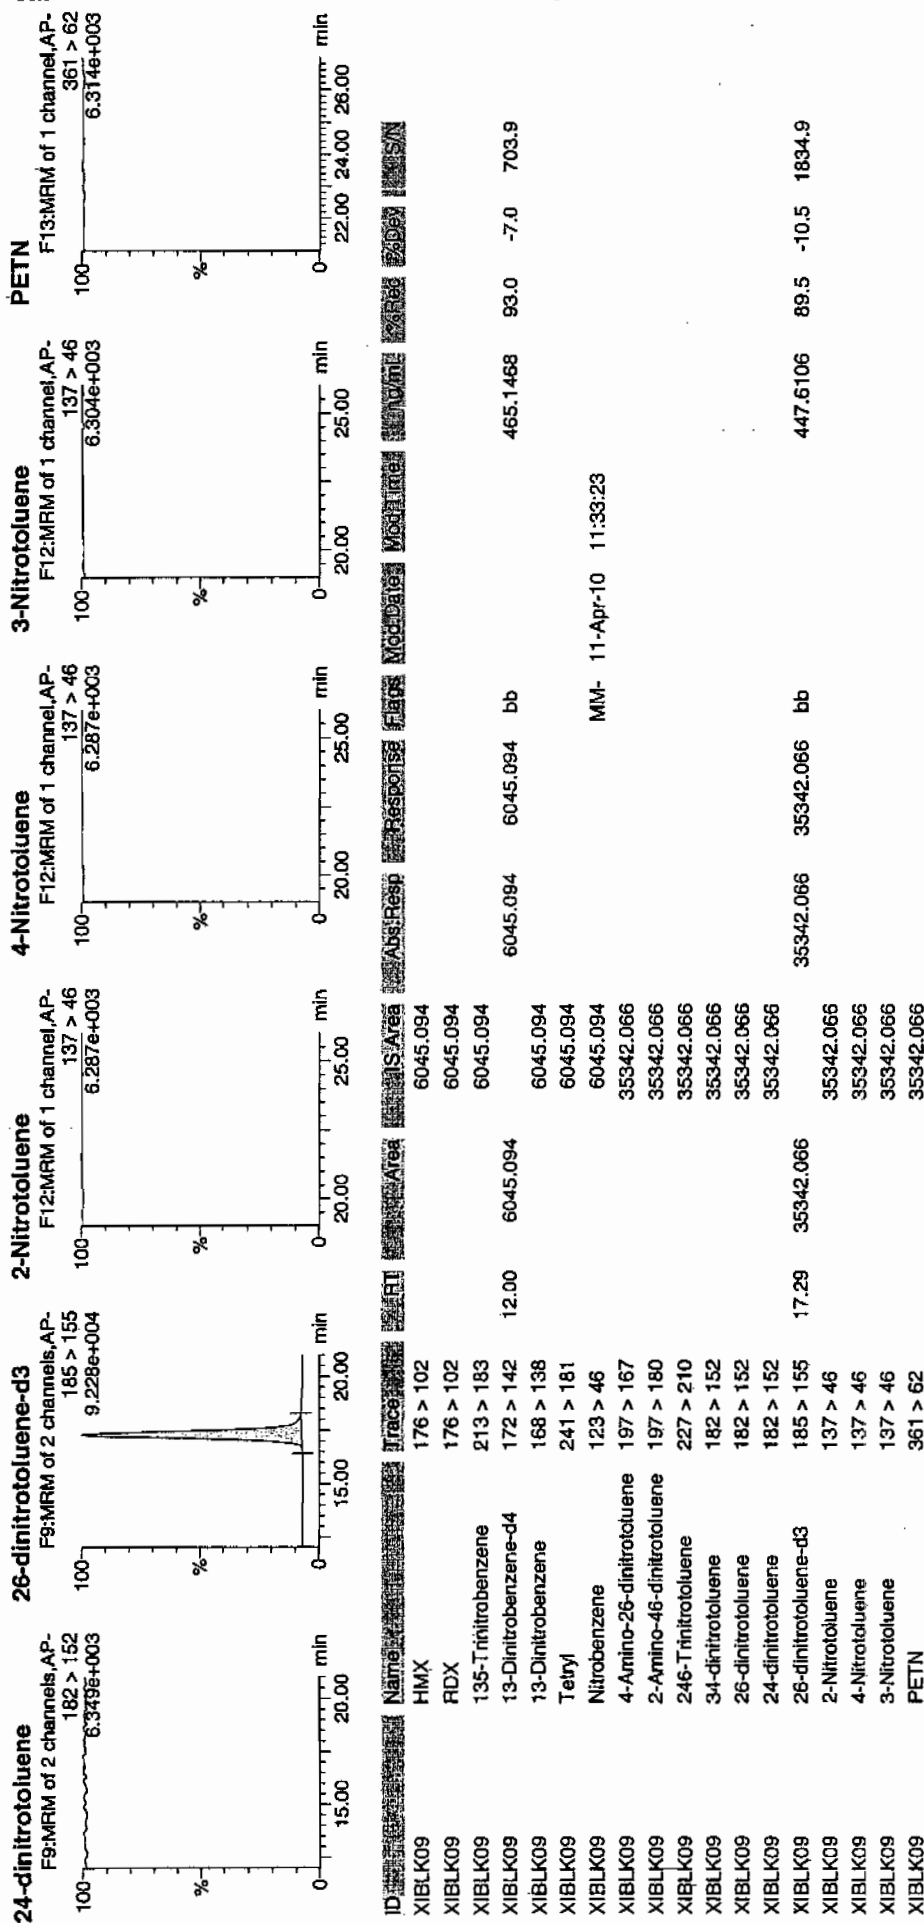 24-dinitrotoluene
F9:MRM of 2 channels,AP-
182 > 152
6.349e+003
100
%
0
15.00 20.00 min
26-dinitrotoluene-d3
F9:MRM of 2 channels,AP-
185 > 155
9.228e+004
100
%
0
15.00 20.00 min
2-Nitrotoluene
F12:MRM of 1 channel,AP-
137 > 46
6.287e+003
100
%
0
20.00 25.00 min
4-Nitrotoluene
F12:MRM of 1 channel,AP-
137 > 46
6.287e+003
100
%
0
20.00 25.00 min
3-Nitrotoluene
F12:MRM of 1 channel,AP-
137 > 46
6.304e+003
100
%
0
20.00 25.00 min
PETN
F13:MRM of 1 channel,AP-
361 > 62
6.314e+003
100
%
0
22.00 24.00 26.00 min
ID Name Trace RT Area IS Area Abs.Resp Response Flags Mod.Date Mod.Time ng/mL %Rec %Dev S/N
XIBLK09 HMX 176 > 102 6045.094
XIBLK09 RDX 176 > 102 6045.094
XIBLK09 135-Trinitrobenzene 213 > 183 6045.094
XIBLK09 13-Dinitrobenzene-d4 172 > 142 12.00 6045.094 6045.094 6045.094 bb 465.1468 93.0 -7.0 703.9
XIBLK09 13-Dinitrobenzene 168 > 138 6045.094
XIBLK09 Tetryl 241 > 181 6045.094
XIBLK09 Nitrobenzene 123 > 46 6045.094 MM- 11-Apr-10 11:33:23
XIBLK09 4-Amino-26-dinitrotoluene 197 > 167 35342.066
XIBLK09 2-Amino-46-dinitrotoluene 197 > 180 35342.066
XIBLK09 246-Trinitrotoluene 227 > 210 35342.066
XIBLK09 34-dinitrotoluene 182 > 152 35342.066
XIBLK09 26-dinitrotoluene 182 > 152 35342.066
XIBLK09 24-dinitrotoluene 182 > 152 35342.066
XIBLK09 26-dinitrotoluene-d3 185 > 155 17.29 35342.066 35342.066 35342.066 bb 447.6106 89.5 -10.5 1834.9
XIBLK09 2-Nitrotoluene 137 > 46 35342.066
XIBLK09 4-Nitrotoluene 137 > 46 35342.066
XIBLK09 3-Nitrotoluene 137 > 46 35342.066
XIBLK09 PETN 361 > 62 35342.066